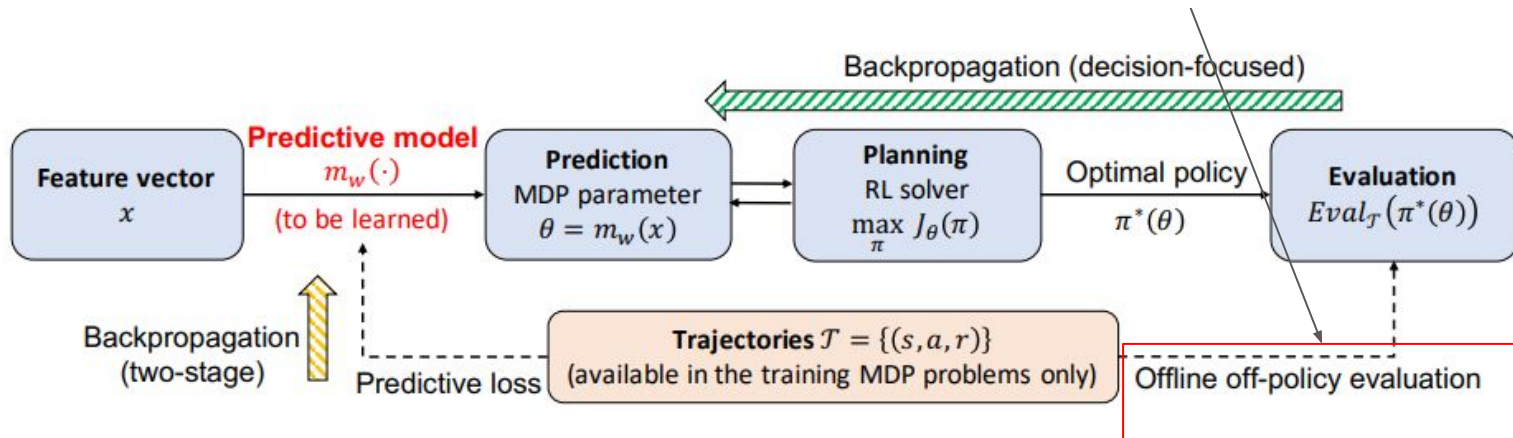 Backpropagation (decision-focused)
Feature vector
x
Predictive model
m_w(·)
(to be learned)
Prediction
MDP parameter
θ = m_w(x)
Planning
RL solver
max J_θ(π)
π
Optimal policy
π*(θ)
Evaluation
Eval_𝒯(π*(θ))
Backpropagation
(two-stage)
Predictive loss
Trajectories 𝒯 = {(s, a, r)}
(available in the training MDP problems only)
Offline off-policy evaluation